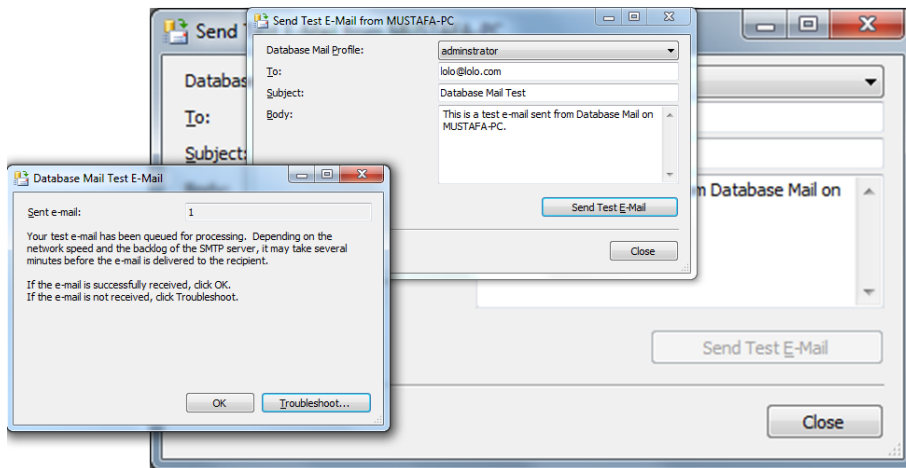 Send Test E-Mail from MUSTAFA-PC
Database Mail Profile:
adminstrator
To:
lolo@lolo.com
Subject:
Database Mail Test
Body:
This is a test e-mail sent from Database Mail on
MUSTAFA-PC.
Send Test E-Mail
Close
Database Mail Test E-Mail
Sent e-mail:
1
Your test e-mail has been queued for processing. Depending on the
network speed and the backlog of the SMTP server, it may take several
minutes before the e-mail is delivered to the recipient.
If the e-mail is successfully received, click OK.
If the e-mail is not received, click Troubleshoot.
OK
Troubleshoot...
Send
Databas
To:
Subject:
m Database Mail on
Send Test E-Mail
Close